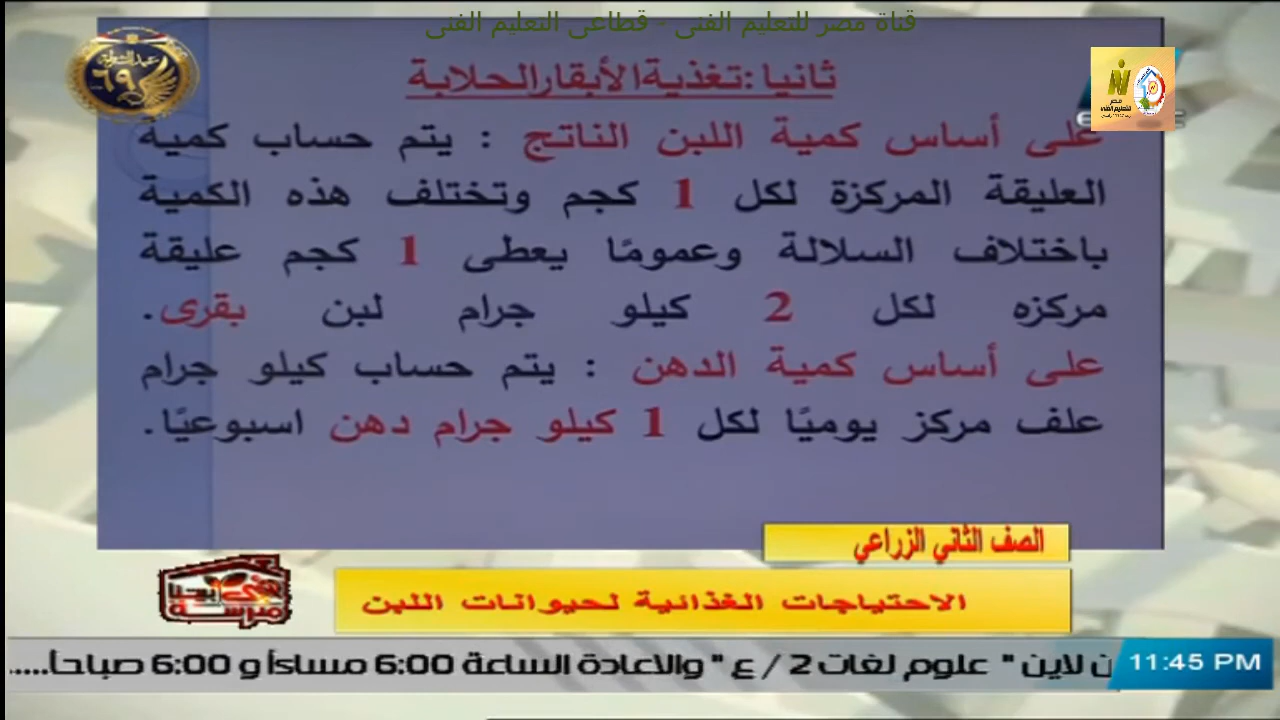 قناة مصر للتعليم الفنى - قطاعى التعليم الفنى
ثانيا :تغذيةالأبقارالحلابة
على أساس كمية اللبن الناتج : يتم حساب كمية
العليقة المركزة لكل 1 كجم وتختلف هذه الكمية
باختلاف السلالة وعمومًا يعطى 1 كجم عليقة
مركزه لكل 2 كيلو جرام لبن بقرى.
على أساس كمية الدهن : يتم حساب كيلو جرام
علف مركز يوميًا لكل 1 كيلو جرام دهن اسبوعيًا.
الصف الثاني الزراعي
الاحتياجات الغذائية لحيوانات اللبن
ن لاين " علوم لغات 2 / ع " والاعادة الساعة 6:00 مساءاً و 6:00 صباحاً.....
11:45 PM